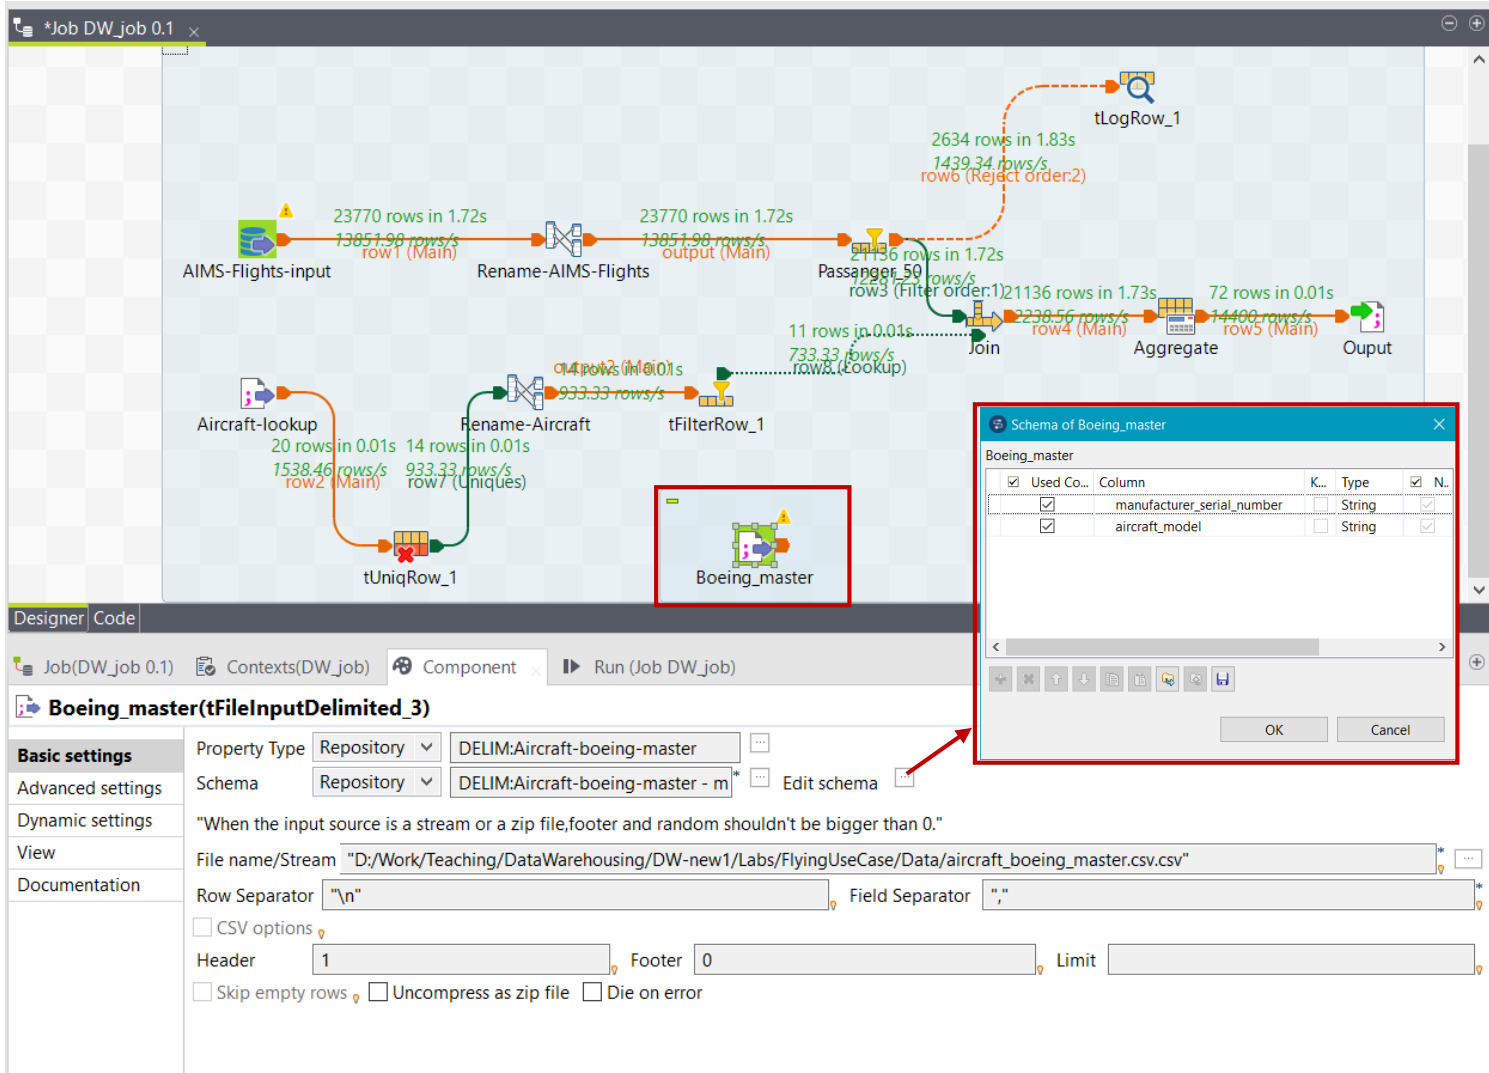 *Job DW_job 0.1
tLogRow_1
2634 rows in 1.83s
1439.34 rows/s
row6 (Reject order:2)
23770 rows in 1.72s
13851.98 rows/s
row1 (Main)
23770 rows in 1.72s
13851.98 rows/s
output (Main)
AIMS-Flights-input
Rename-AIMS-Flights
Passanger_50
21136 rows in 1.72s
row3 (Filter order:1)
21136 rows in 1.73s
2238.56 rows/s
row4 (Main)
72 rows in 0.01s
14400 rows/s
row5 (Main)
11 rows in 0.01s
733.33 rows/s
row8 (Lookup)
Join
Aggregate
Ouput
output2 (Main)
14 rows in 0.01s
933.33 rows/s
Aircraft-lookup
Rename-Aircraft
tFilterRow_1
20 rows in 0.01s
1538.46 rows/s
row2 (Main)
14 rows in 0.01s
933.33 rows/s
row7 (Uniques)
tUniqRow_1
Boeing_master
Schema of Boeing_master
Boeing_master
Used Co... Column K... Type N..
manufacturer_serial_number String
aircraft_model String
OK Cancel
Designer Code
Job(DW_job 0.1) Contexts(DW_job) Component Run (Job DW_job)
Boeing_master(tFileInputDelimited_3)
Basic settings
Advanced settings
Dynamic settings
View
Documentation
Property Type Repository DELIM:Aircraft-boeing-master
Schema Repository DELIM:Aircraft-boeing-master - m * Edit schema
"When the input source is a stream or a zip file,footer and random shouldn't be bigger than 0."
File name/Stream "D:/Work/Teaching/DataWarehousing/DW-new1/Labs/FlyingUseCase/Data/aircraft_boeing_master.csv.csv" *
Row Separator "\n" Field Separator "," *
CSV options
Header 1 Footer 0 Limit
Skip empty rows Uncompress as zip file Die on error